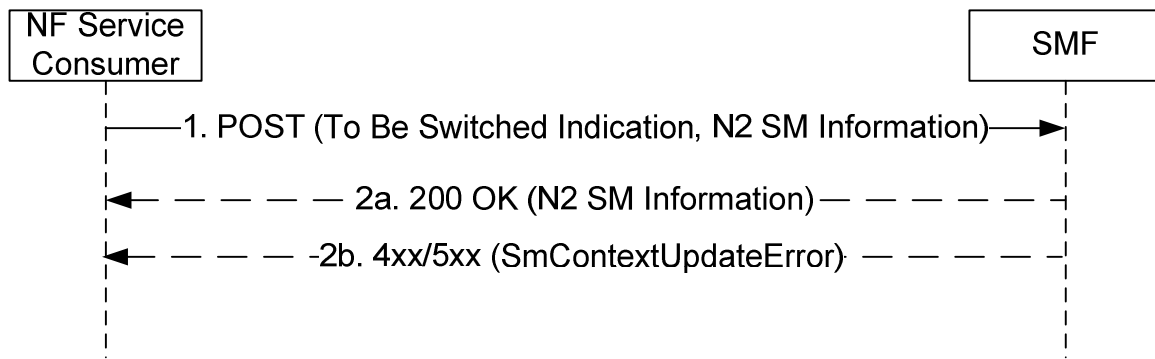 NF Service
Consumer
SMF
1. POST (To Be Switched Indication, N2 SM Information)
2a. 200 OK (N2 SM Information)
2b. 4xx/5xx (SmContextUpdateError)